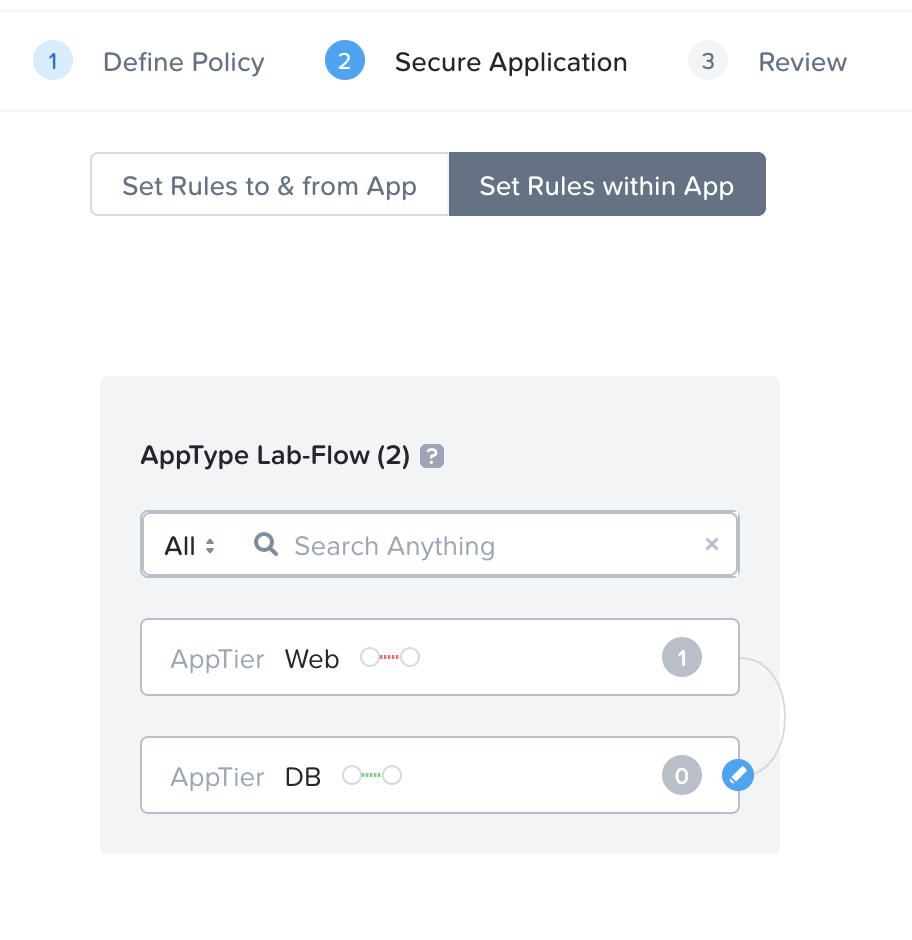 1 Define Policy 2 Secure Application 3 Review
Set Rules to & from App Set Rules within App
AppType Lab-Flow (2) ?
All Search Anything ×
AppTier Web 1
AppTier DB 0